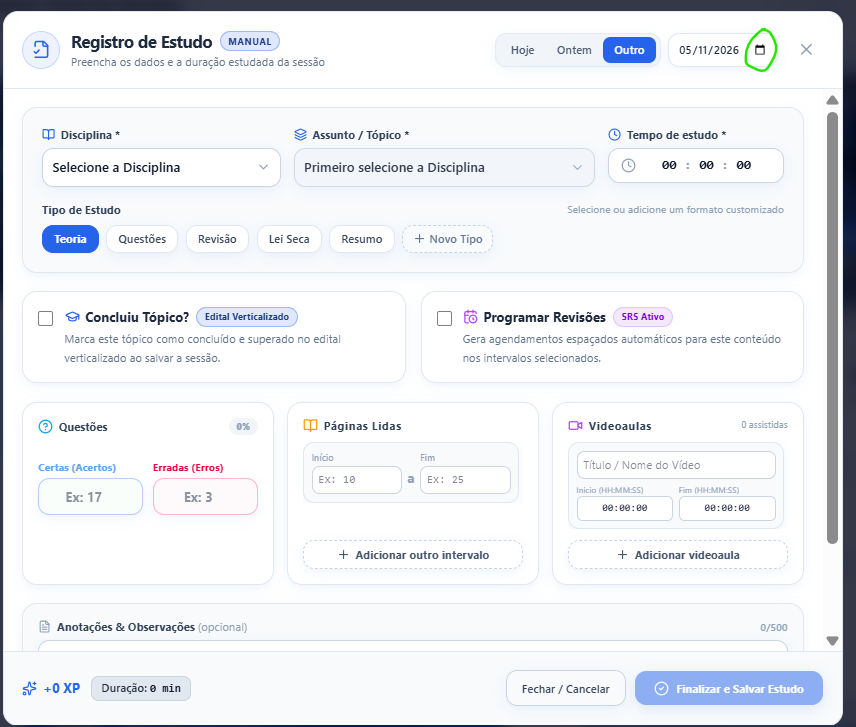 Registro de Estudo MANUAL
Preencha os dados e a duração estudada da sessão
Hoje Ontem Outro 05/11/2026
Disciplina * Assunto / Tópico * Tempo de estudo *
Selecione a Disciplina Primeiro selecione a Disciplina 00 : 00 : 00
Tipo de Estudo Selecione ou adicione um formato customizado
Teoria Questões Revisão Lei Seca Resumo + Novo Tipo
Concluiu Tópico? Edital Verticalizado
Marca este tópico como concluído e superado no edital
verticalizado ao salvar a sessão.
Programar Revisões SRS Ativo
Gera agendamentos espaçados automáticos para este conteúdo
nos intervalos selecionados.
Questões 0%
Certas (Acertos) Erradas (Erros)
Ex: 17 Ex: 3
Páginas Lidas
Início Fim
Ex: 10 a Ex: 25
+ Adicionar outro intervalo
Videoaulas 0 assistidas
Título / Nome do Vídeo
Início (HH:MM:SS) Fim (HH:MM:SS)
00:00:00 00:00:00
+ Adicionar videoaula
Anotações & Observações (opcional) 0/500
+0 XP Duração: 0 min Fechar / Cancelar Finalizar e Salvar Estudo